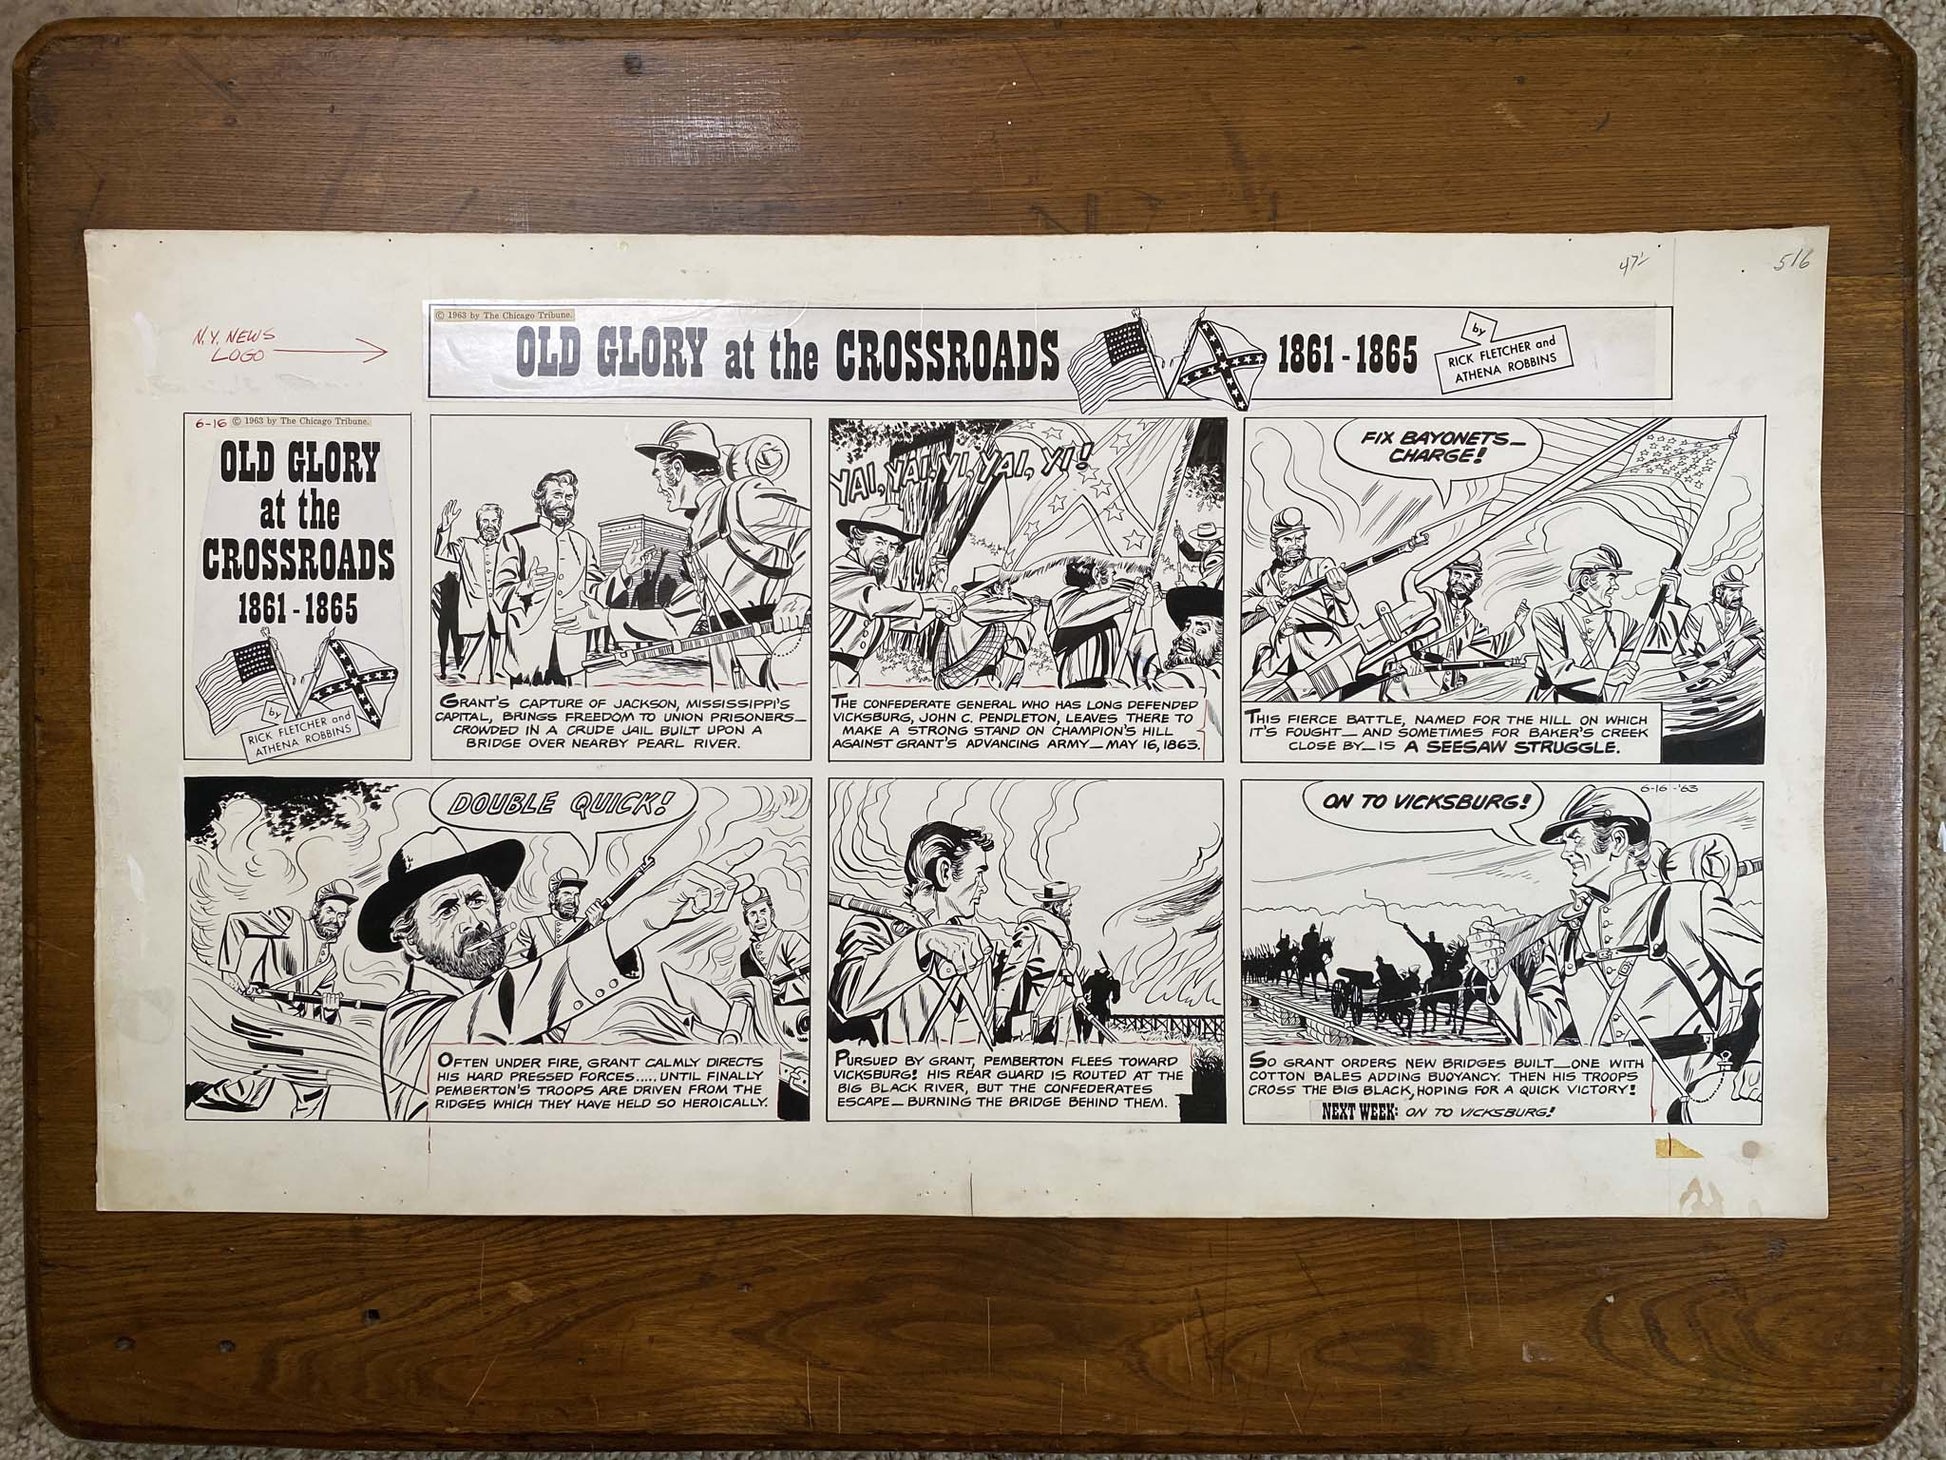 47½
516
N.Y. NEWS
LOGO
© 1963 by The Chicago Tribune.
OLD GLORY at the CROSSROADS
1861-1865
by
RICK FLETCHER and
ATHENA ROBBINS
6-16 © 1963 by The Chicago Tribune.
OLD GLORY
at the
CROSSROADS
1861-1865
by
RICK FLETCHER and
ATHENA ROBBINS
GRANT'S CAPTURE OF JACKSON, MISSISSIPPI'S
CAPITAL, BRINGS FREEDOM TO UNION PRISONERS—
CROWDED IN A CRUDE JAIL BUILT UPON A
BRIDGE OVER NEARBY PEARL RIVER.
YAI, YAI, YI, YAI, YI!
THE CONFEDERATE GENERAL WHO HAS LONG DEFENDED
VICKSBURG, JOHN C. PENDLETON, LEAVES THERE TO
MAKE A STRONG STAND ON CHAMPION'S HILL
AGAINST GRANT'S ADVANCING ARMY—MAY 16, 1863.
FIX BAYONETS—
CHARGE!
THIS FIERCE BATTLE, NAMED FOR THE HILL ON WHICH
IT'S FOUGHT—AND SOMETIMES FOR BAKER'S CREEK
CLOSE BY—IS A SEESAW STRUGGLE.
DOUBLE QUICK!
OFTEN UNDER FIRE, GRANT CALMLY DIRECTS
HIS HARD PRESSED FORCES.....UNTIL FINALLY
PEMBERTON'S TROOPS ARE DRIVEN FROM THE
RIDGES WHICH THEY HAVE HELD SO HEROICALLY.
PURSUED BY GRANT, PEMBERTON FLEES TOWARD
VICKSBURG! HIS REAR GUARD IS ROUTED AT THE
BIG BLACK RIVER, BUT THE CONFEDERATES
ESCAPE—BURNING THE BRIDGE BEHIND THEM.
ON TO VICKSBURG!
6-16-'63
SO GRANT ORDERS NEW BRIDGES BUILT—ONE WITH
COTTON BALES ADDING BUOYANCY. THEN HIS TROOPS
CROSS THE BIG BLACK, HOPING FOR A QUICK VICTORY!
NEXT WEEK: ON TO VICKSBURG!